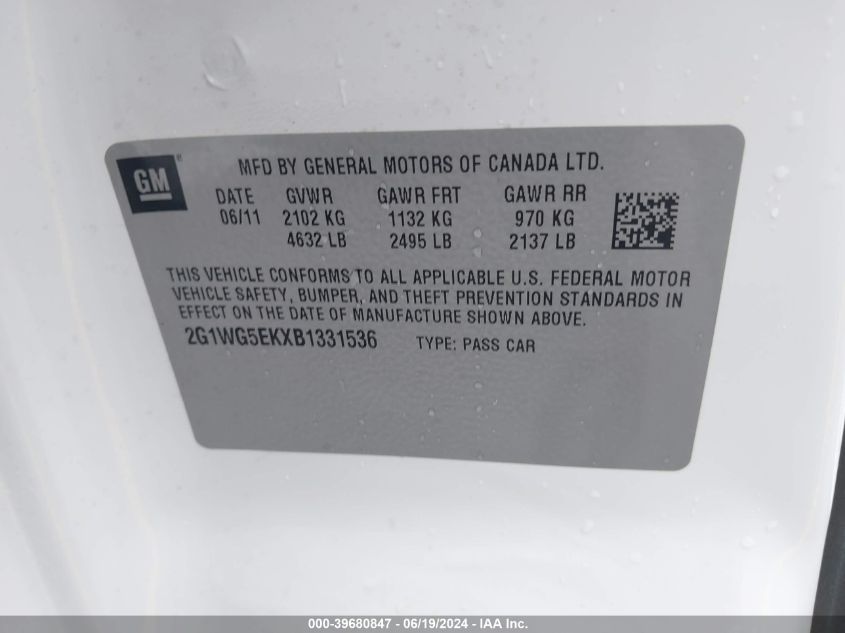 GM
MFD BY GENERAL MOTORS OF CANADA LTD.
DATE GVWR GAWR FRT GAWR RR
06/11 2102 KG 1132 KG 970 KG
4632 LB 2495 LB 2137 LB
THIS VEHICLE CONFORMS TO ALL APPLICABLE U.S. FEDERAL MOTOR
VEHICLE SAFETY, BUMPER, AND THEFT PREVENTION STANDARDS IN
EFFECT ON THE DATE OF MANUFACTURE SHOWN ABOVE.
2G1WG5EKXB1331536 TYPE: PASS CAR
000-39680847 - 06/19/2024 - IAA Inc.